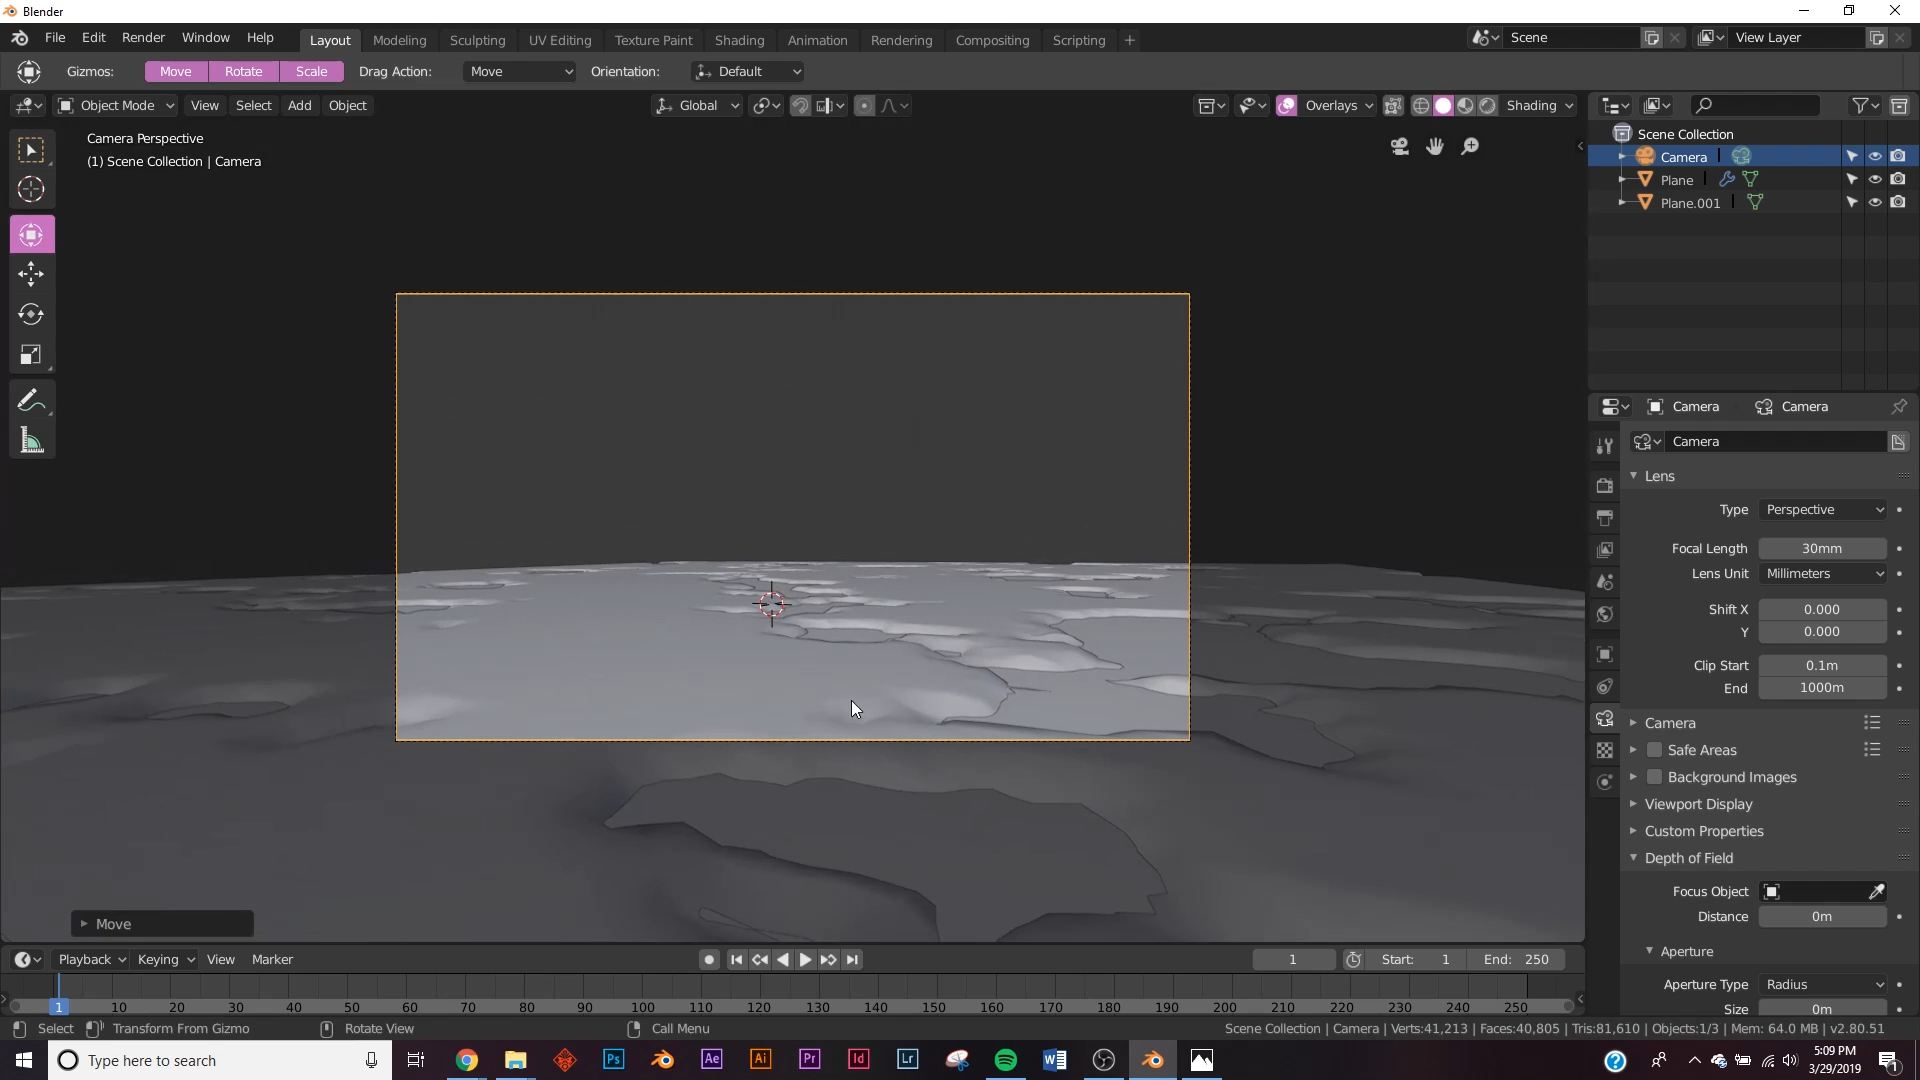 Blender
File Edit Render Window Help
Layout Modeling Sculpting UV Editing Texture Paint Shading Animation Rendering Compositing Scripting +
Scene
View Layer
Gizmos: Move Rotate Scale Drag Action: Move Orientation: Default
Object Mode View Select Add Object
Global
Overlays
Shading
Camera Perspective
(1) Scene Collection | Camera
Scene Collection
Camera
Plane
Plane.001
Camera Camera
Camera
Lens
Type Perspective
Focal Length 30mm
Lens Unit Millimeters
Shift X 0.000
Y 0.000
Clip Start 0.1m
End 1000m
Camera
Safe Areas
Background Images
Viewport Display
Custom Properties
Depth of Field
Focus Object
Distance 0m
Aperture
Aperture Type Radius
Size 0m
Move
Playback Keying View Marker
1 Start: 1 End: 250
1 10 20 30 40 50 60 70 80 90 100 110 120 130 140 150 160 170 180 190 200 210 220 230 240 250
Select Transform From Gizmo Rotate View Call Menu
Scene Collection | Camera | Verts:41,213 | Faces:40,805 | Tris:81,610 | Objects:1/3 | Mem: 64.0 MB | v2.80.51
Type here to search
Ps Ae Ai Pr Id Lr
5:09 PM
3/29/2019
1